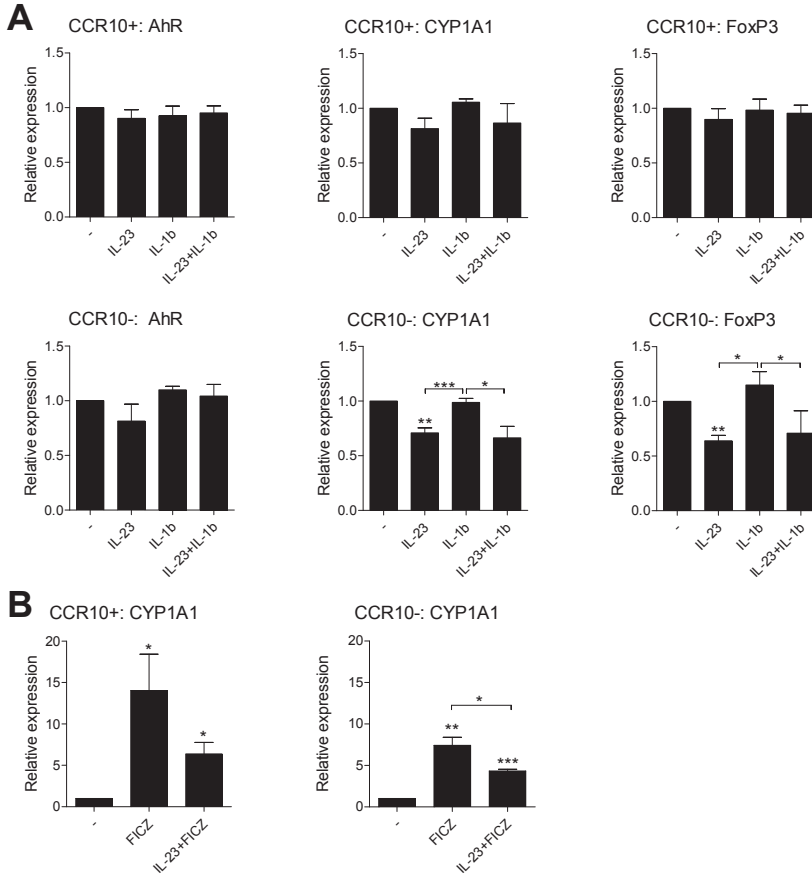 A
CCR10+: AhR
Relative expression
1.5
1.0
0.5
0.0
-
IL-23
IL-1b
IL-23+IL-1b
CCR10+: CYP1A1
Relative expression
1.5
1.0
0.5
0.0
-
IL-23
IL-1b
IL-23+IL-1b
CCR10+: FoxP3
Relative expression
1.5
1.0
0.5
0.0
-
IL-23
IL-1b
IL-23+IL-1b
CCR10-: AhR
Relative expression
1.5
1.0
0.5
0.0
-
IL-23
IL-1b
IL-23+IL-1b
CCR10-: CYP1A1
Relative expression
1.5
1.0
0.5
0.0
*** *
**
-
IL-23
IL-1b
IL-23+IL-1b
CCR10-: FoxP3
Relative expression
1.5
1.0
0.5
0.0
* *
**
-
IL-23
IL-1b
IL-23+IL-1b
B
CCR10+: CYP1A1
Relative expression
20
15
10
5
0
*
*
-
FICZ
IL-23+FICZ
CCR10-: CYP1A1
Relative expression
20
15
10
5
0
*
**
***
-
FICZ
IL-23+FICZ